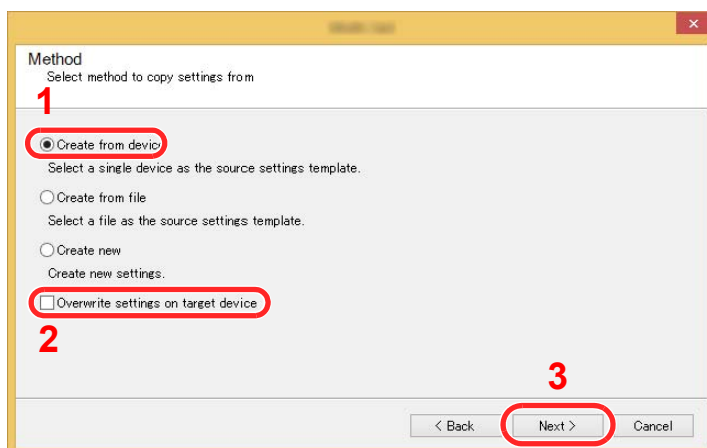 Method
Select method to copy settings from
1
Create from device
Select a single device as the source settings template.
Create from file
Select a file as the source settings template.
Create new
Create new settings.
Overwrite settings on target device
2
3
< Back Next > Cancel